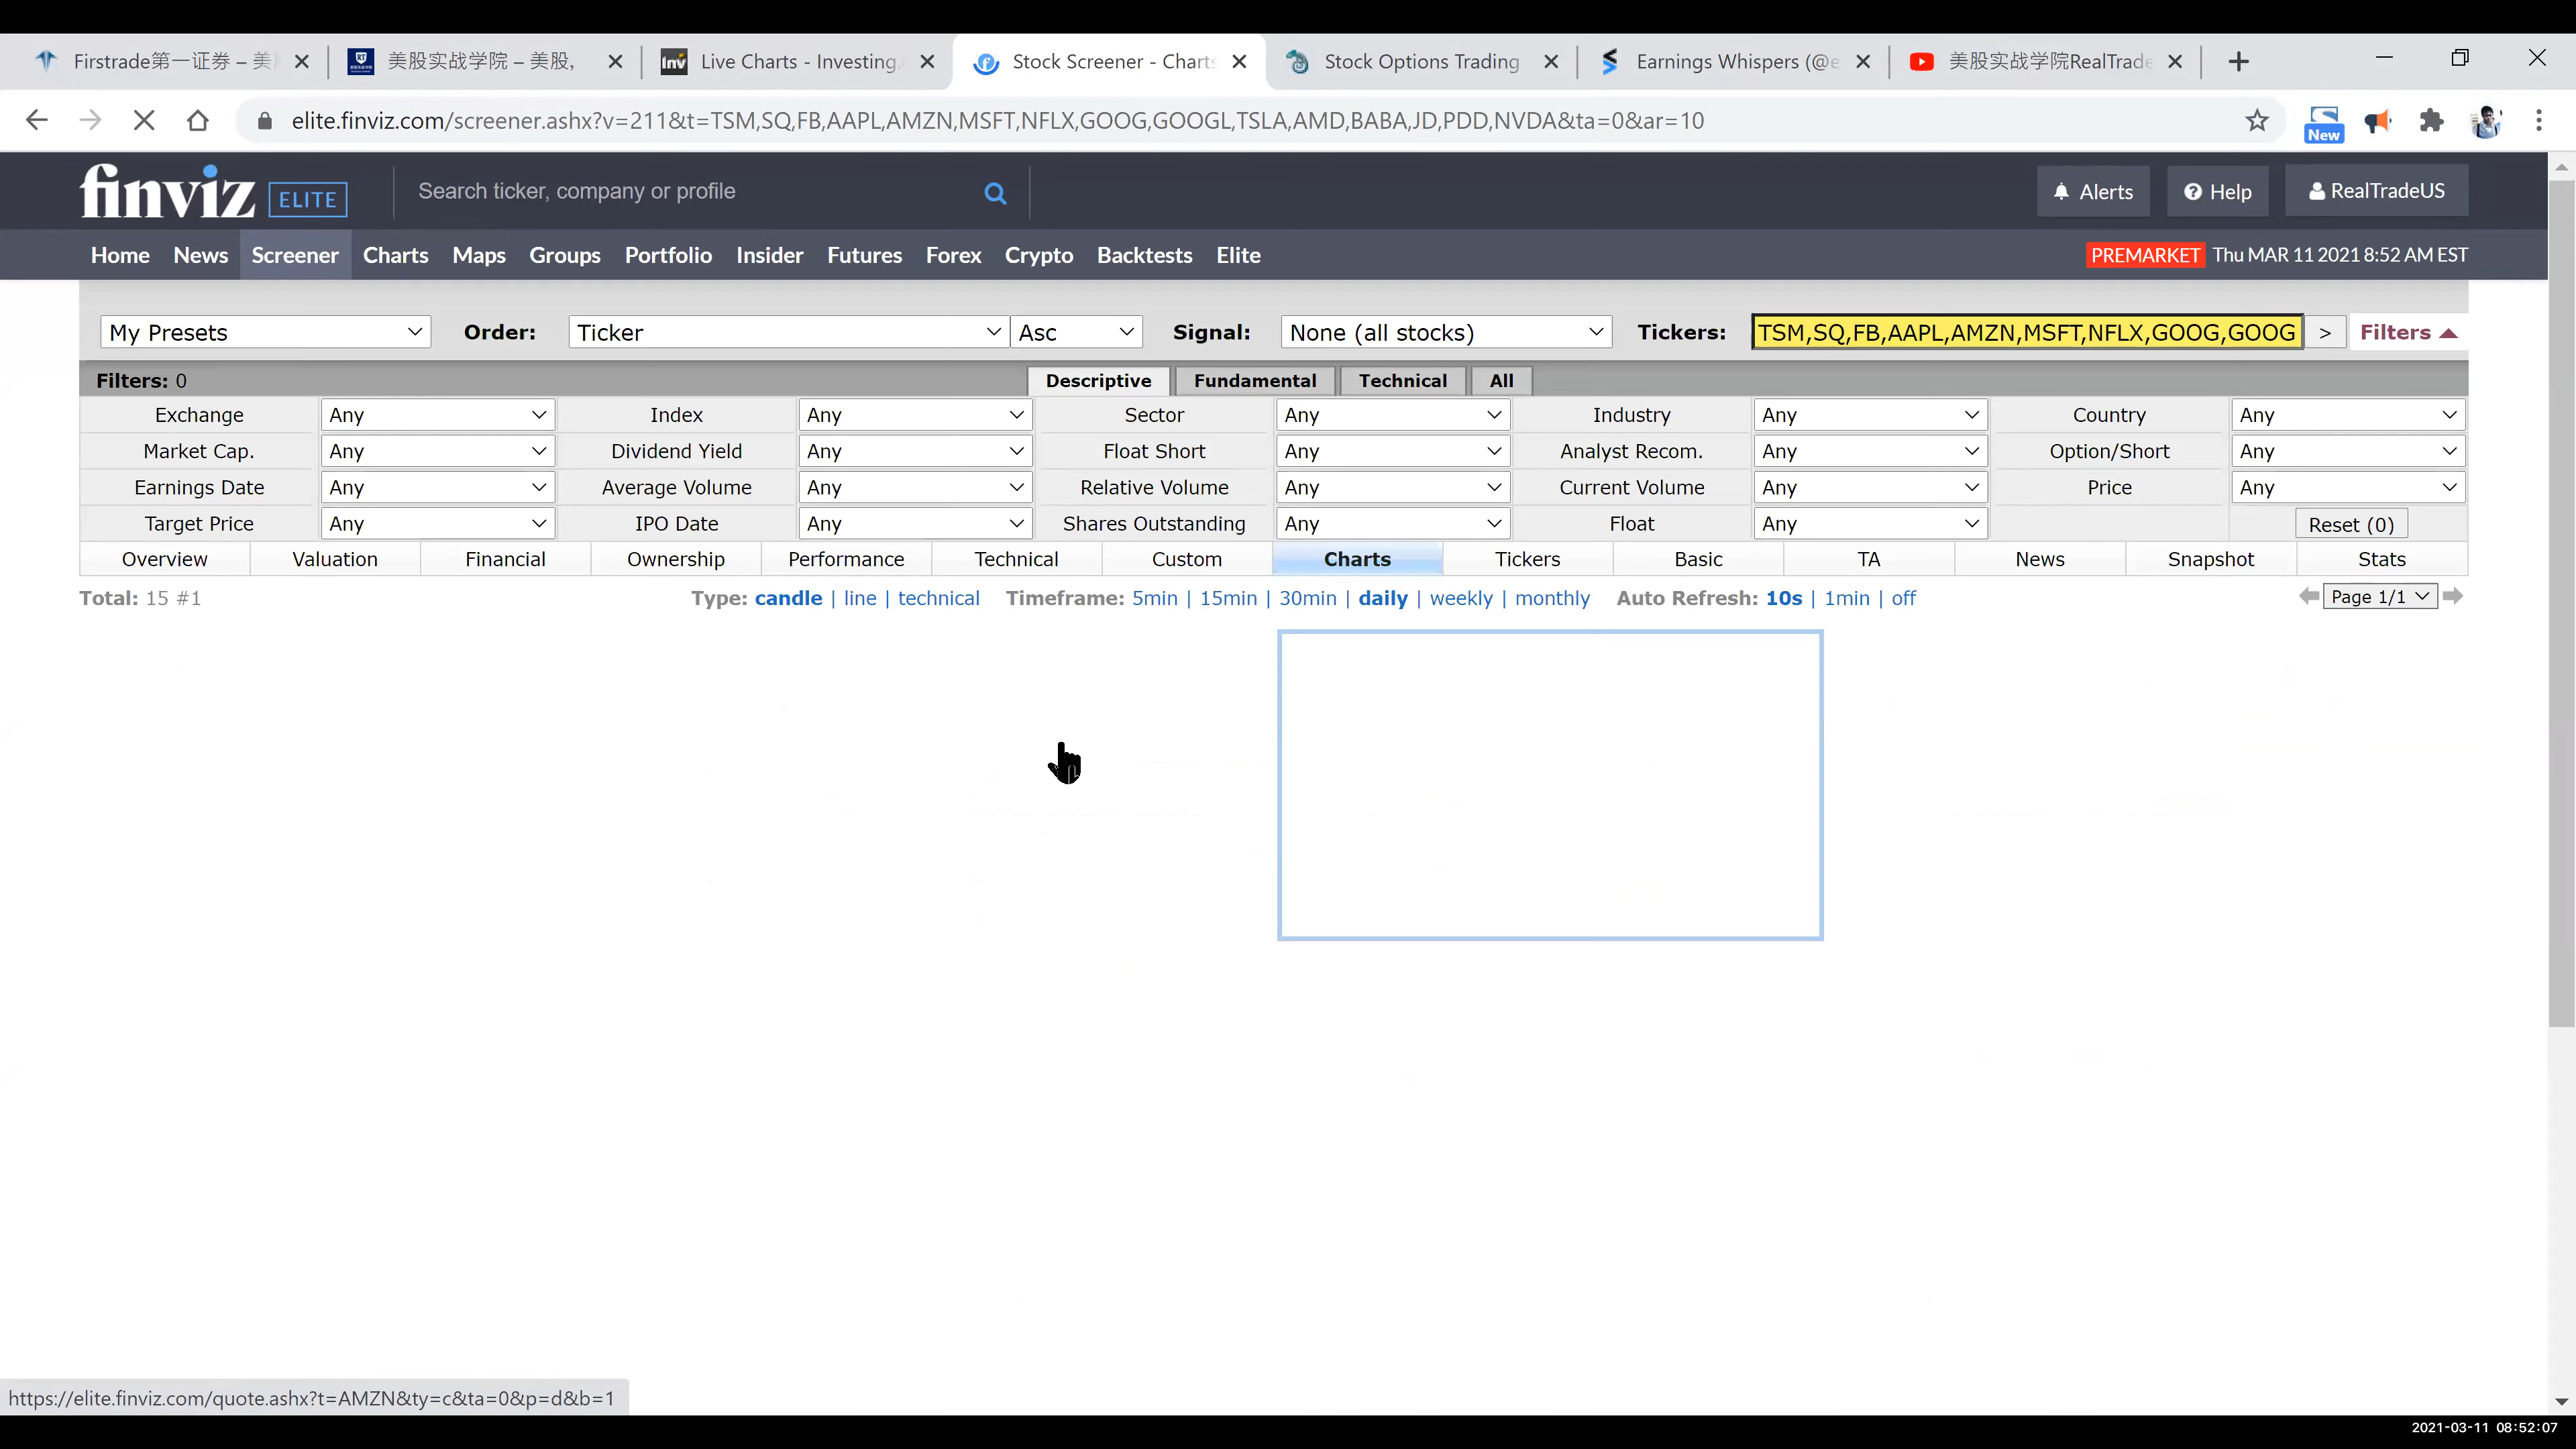 Firstrade第一证券 – 美
美股实战学院 – 美股,
Inv Live Charts - Investing.
Stock Screener - Charts
Stock Options Trading
Earnings Whispers (@e
美股实战学院RealTrade
elite.finviz.com/screener.ashx?v=211&t=TSM,SQ,FB,AAPL,AMZN,MSFT,NFLX,GOOG,GOOGL,TSLA,AMD,BABA,JD,PDD,NVDA&ta=0&ar=10
New
finviz ELITE
Search ticker, company or profile
Alerts
Help
RealTradeUS
Home News Screener Charts Maps Groups Portfolio Insider Futures Forex Crypto Backtests Elite
PREMARKET Thu MAR 11 2021 8:52 AM EST
My Presets Order: Ticker Asc Signal: None (all stocks) Tickers: TSM,SQ,FB,AAPL,AMZN,MSFT,NFLX,GOOG,GOOG > Filters
Filters: 0 Descriptive Fundamental Technical All
Exchange Any Index Any Sector Any Industry Any Country Any
Market Cap. Any Dividend Yield Any Float Short Any Analyst Recom. Any Option/Short Any
Earnings Date Any Average Volume Any Relative Volume Any Current Volume Any Price Any
Target Price Any IPO Date Any Shares Outstanding Any Float Any Reset (0)
Overview Valuation Financial Ownership Performance Technical Custom Charts Tickers Basic TA News Snapshot Stats
Total: 15 #1 Type: candle | line | technical Timeframe: 5min | 15min | 30min | daily | weekly | monthly Auto Refresh: 10s | 1min | off Page 1/1
https://elite.finviz.com/quote.ashx?t=AMZN&ty=c&ta=0&p=d&b=1
2021-03-11 08:52:07